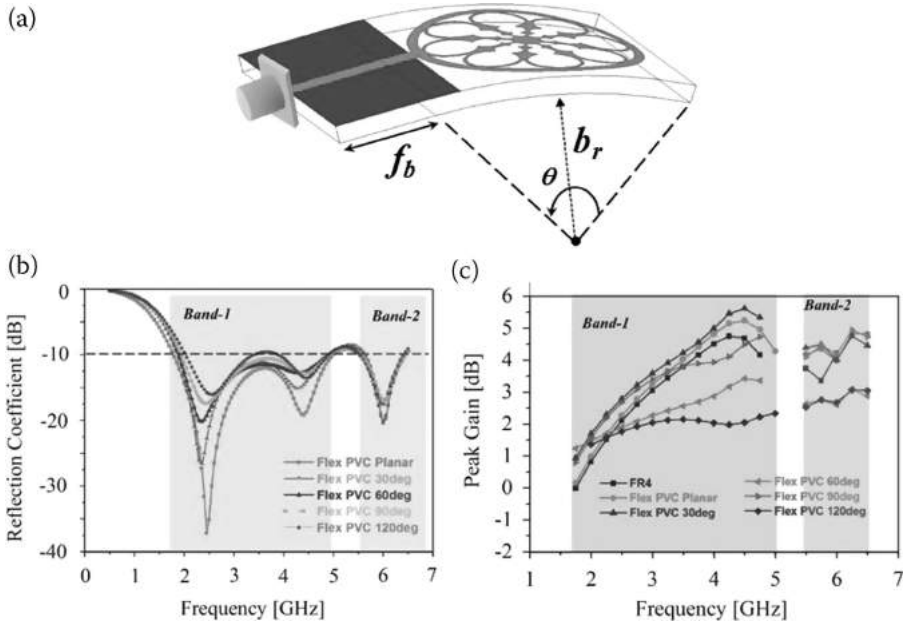 (a)
f_b
b_r
θ
(b)
Reflection Coefficient [dB]
0
-10
-20
-30
-40
Band-1
Band-2
Flex PVC Planar
Flex PVC 30deg
Flex PVC 60deg
Flex PVC 90deg
Flex PVC 120deg
0 1 2 3 4 5 6 7
Frequency [GHz]
(c)
Peak Gain [dB]
6
5
4
3
2
1
0
-1
-2
Band-1
Band-2
FR4
Flex PVC Planar
Flex PVC 30deg
Flex PVC 60deg
Flex PVC 90deg
Flex PVC 120deg
1 2 3 4 5 6 7
Frequency [GHz]